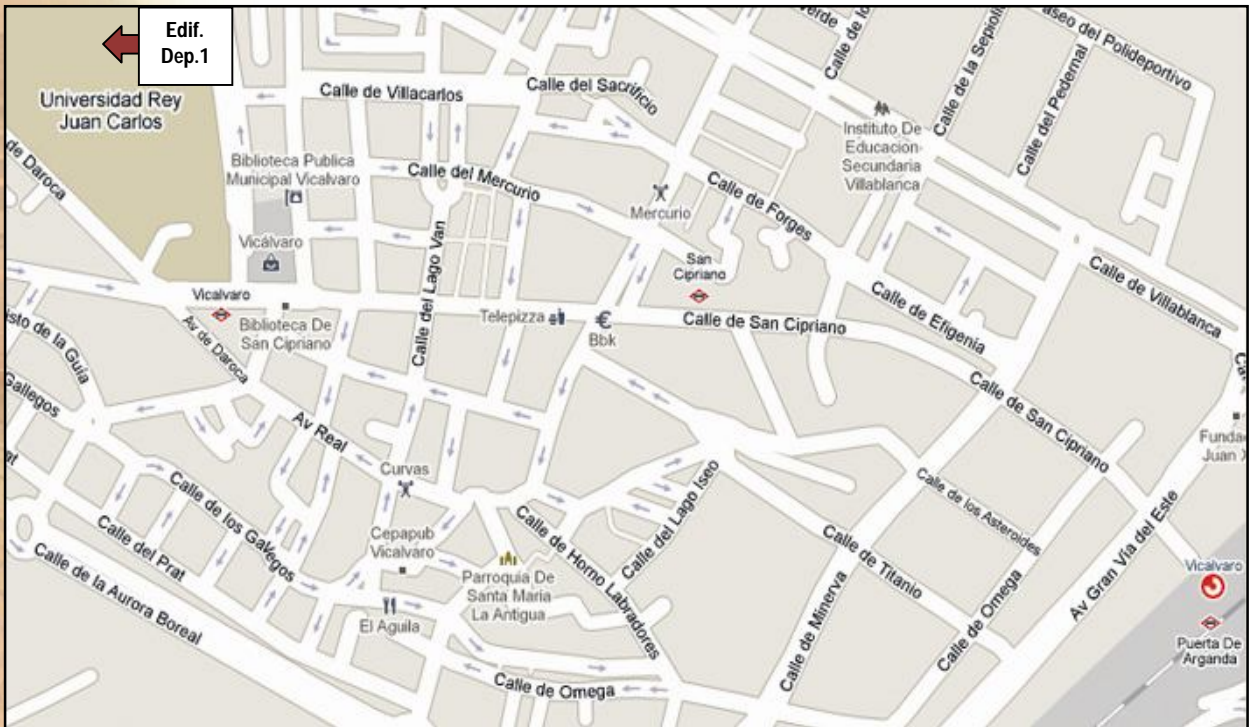 Edif.
Dep.1
Universidad Rey
Juan Carlos
de Daroca
Calle de Villacarlos
Calle del Sacrificio
Biblioteca Publica
Municipal Vicalvaro
Calle del Mercurio
Mercurio
Calle de Forges
Instituto De
Educacion
Secundaria
Villablanca
Calle de la
Calle del Pedernal
aseo del Polideportivo
Vicálvaro
Vicalvaro
Biblioteca De
San Cipriano
Av de Daroca
Calle del Lago Van
Telepizza
Bbk
San
Cipriano
Calle de San Cipriano
Calle de Efigenia
Calle de Villablanca
Calle de San Cipriano
isto de la Guía
Gallegos
Av Real
Curvas
Calle de los Gallegos
Cepapub
Vicalvaro
Calle del Prat
Calle de la Aurora Boreal
El Aguila
Parroquia De
Santa Maria
La Antigua
Calle de Horno Labradores
Calle del Lago Iseo
Calle de Titanio
Calle de los Asteroides
Calle de Minerva
Calle de Omega
Calle de Omega
Av Gran Vía del Este
Juan X
Vicalvaro
Puerta De
Arganda